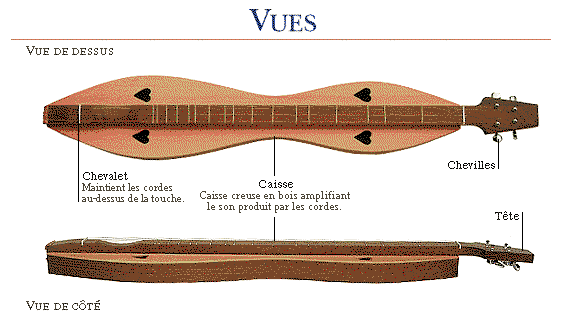 VUES
VUE DE DESSUS
Chevalet
Maintient les cordes
au-dessus de la touche.
Caisse
Caisse creuse en bois amplifiant
le son produit par les cordes.
Chevilles
Tête
VUE DE CÔTÉ